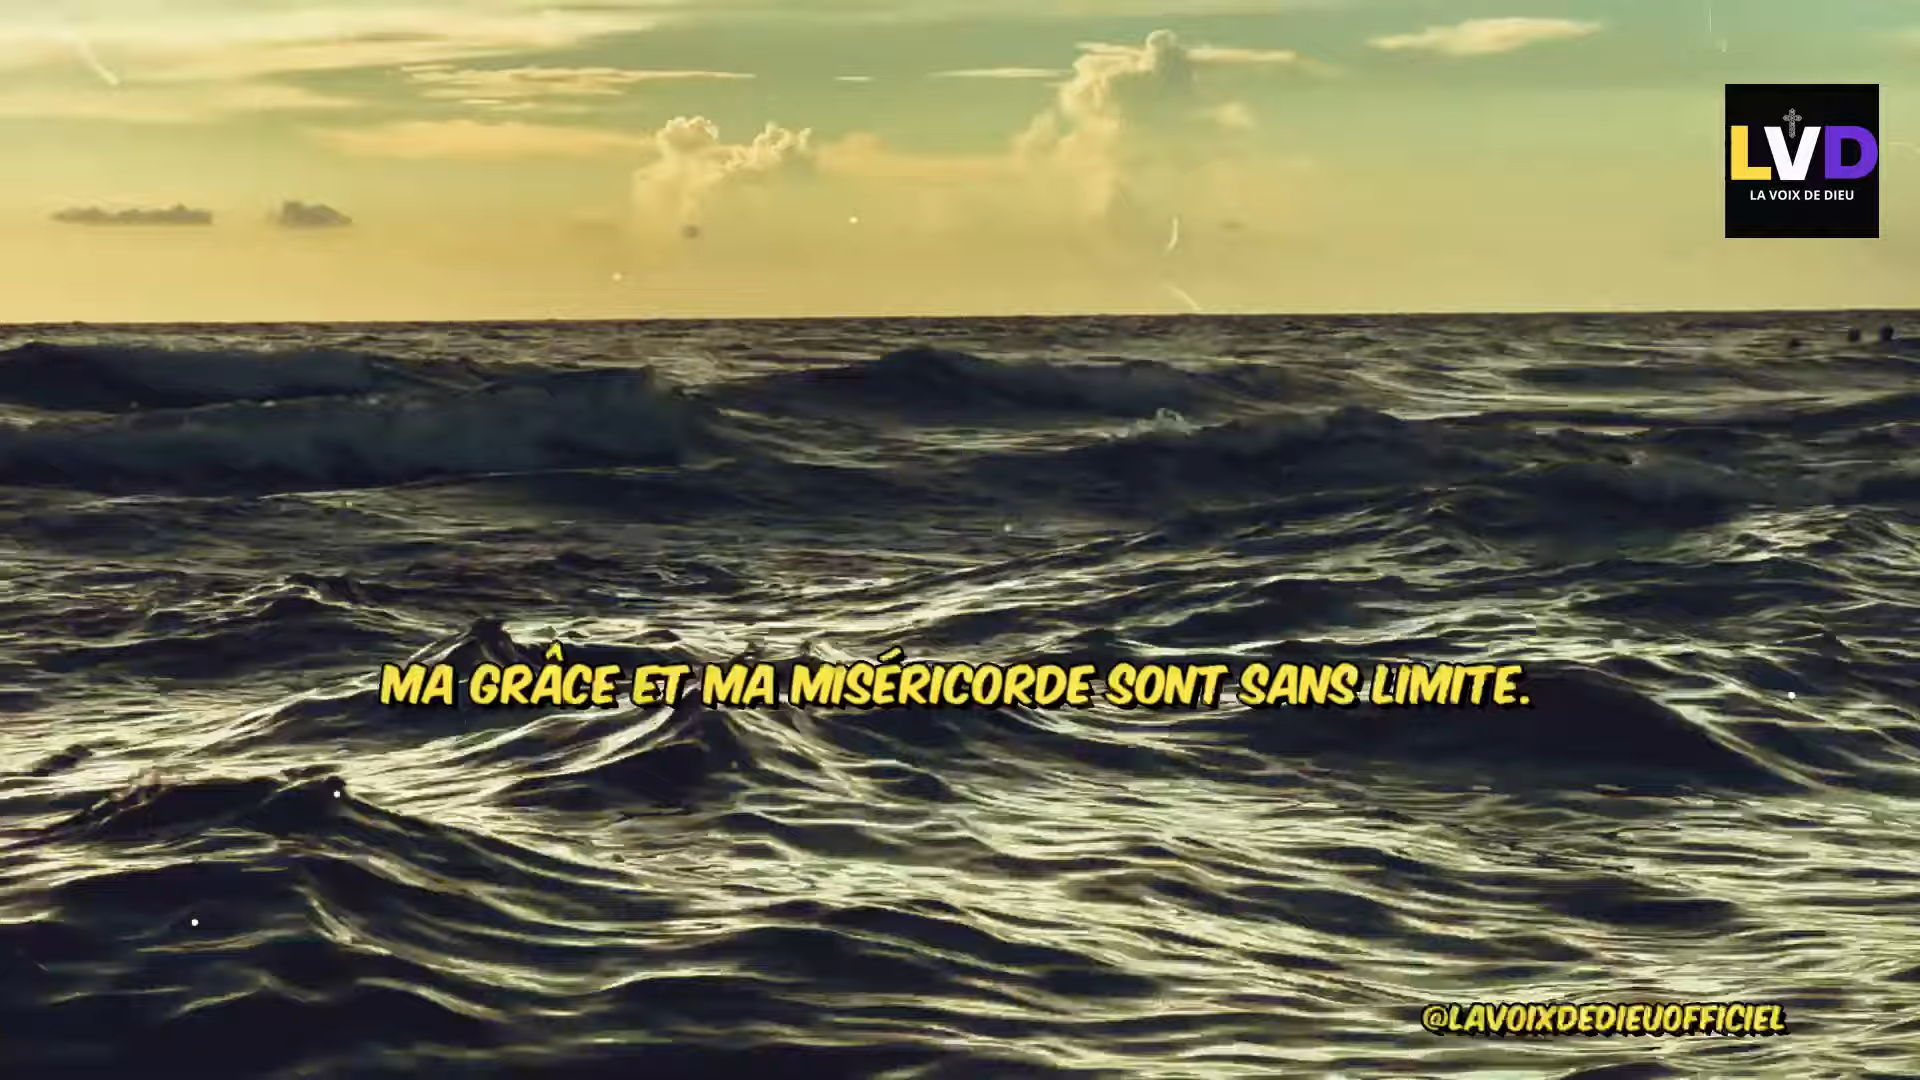 LVD
LA VOIX DE DIEU
MA GRÂCE ET MA MISÉRICORDE SONT SANS LIMITE.
@LAVOIXDEDIEUOFFICIEL